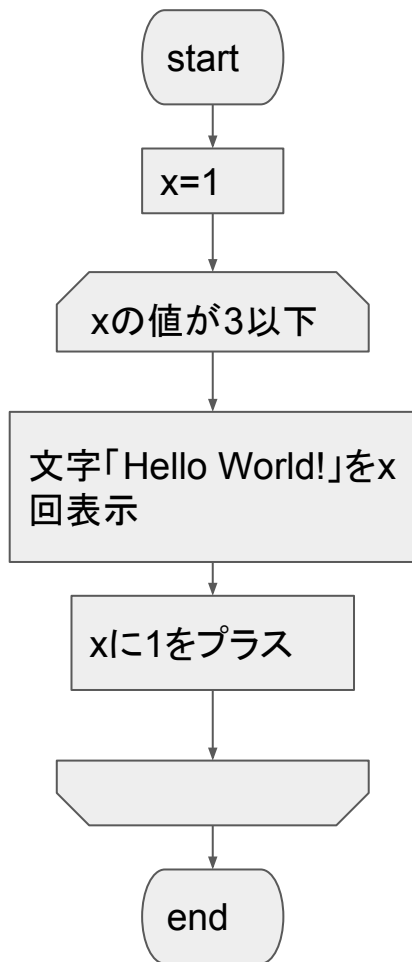 start
x=1
xの値が3以下
文字「Hello World!」をx
回表示
xに1をプラス
end